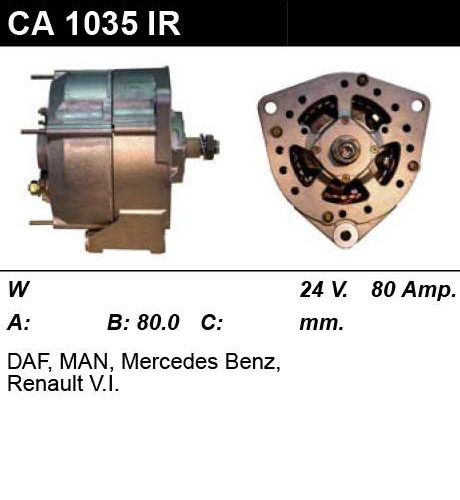 CA 1035 IR
W 24 V. 80 Amp.
A: B: 80.0 C: mm.
DAF, MAN, Mercedes Benz,
Renault V.I.